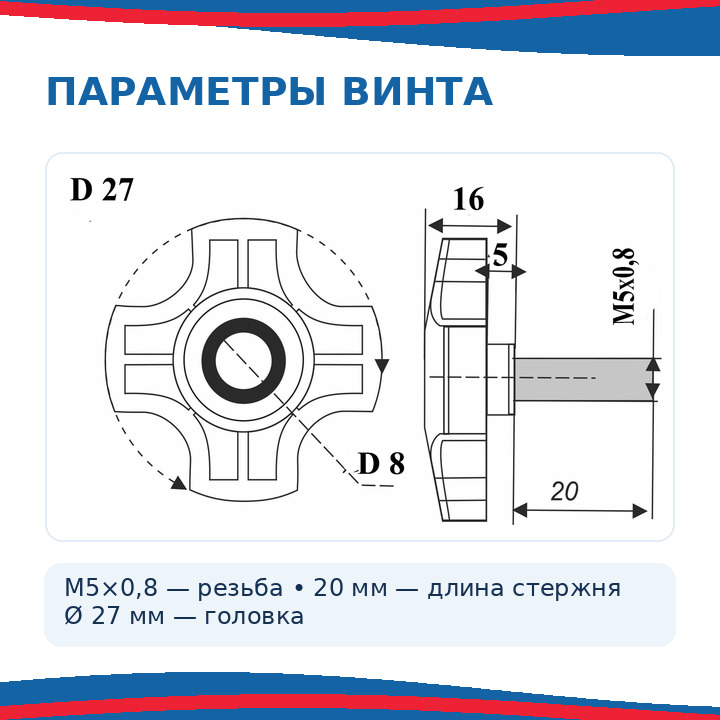 ПАРАМЕТРЫ ВИНТА
D 27
16
5
M5x0,8
D 8
20
M5×0,8 — резьба • 20 мм — длина стержня
Ø 27 мм — головка